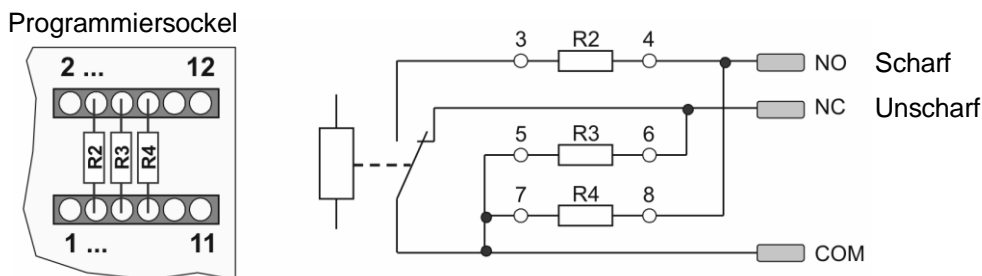 Programmiersockel
2 ... 12
R2 R3 R4
1 ... 11
3 R2 4
NO Scharf
NC Unscharf
5 R3 6
7 R4 8
COM